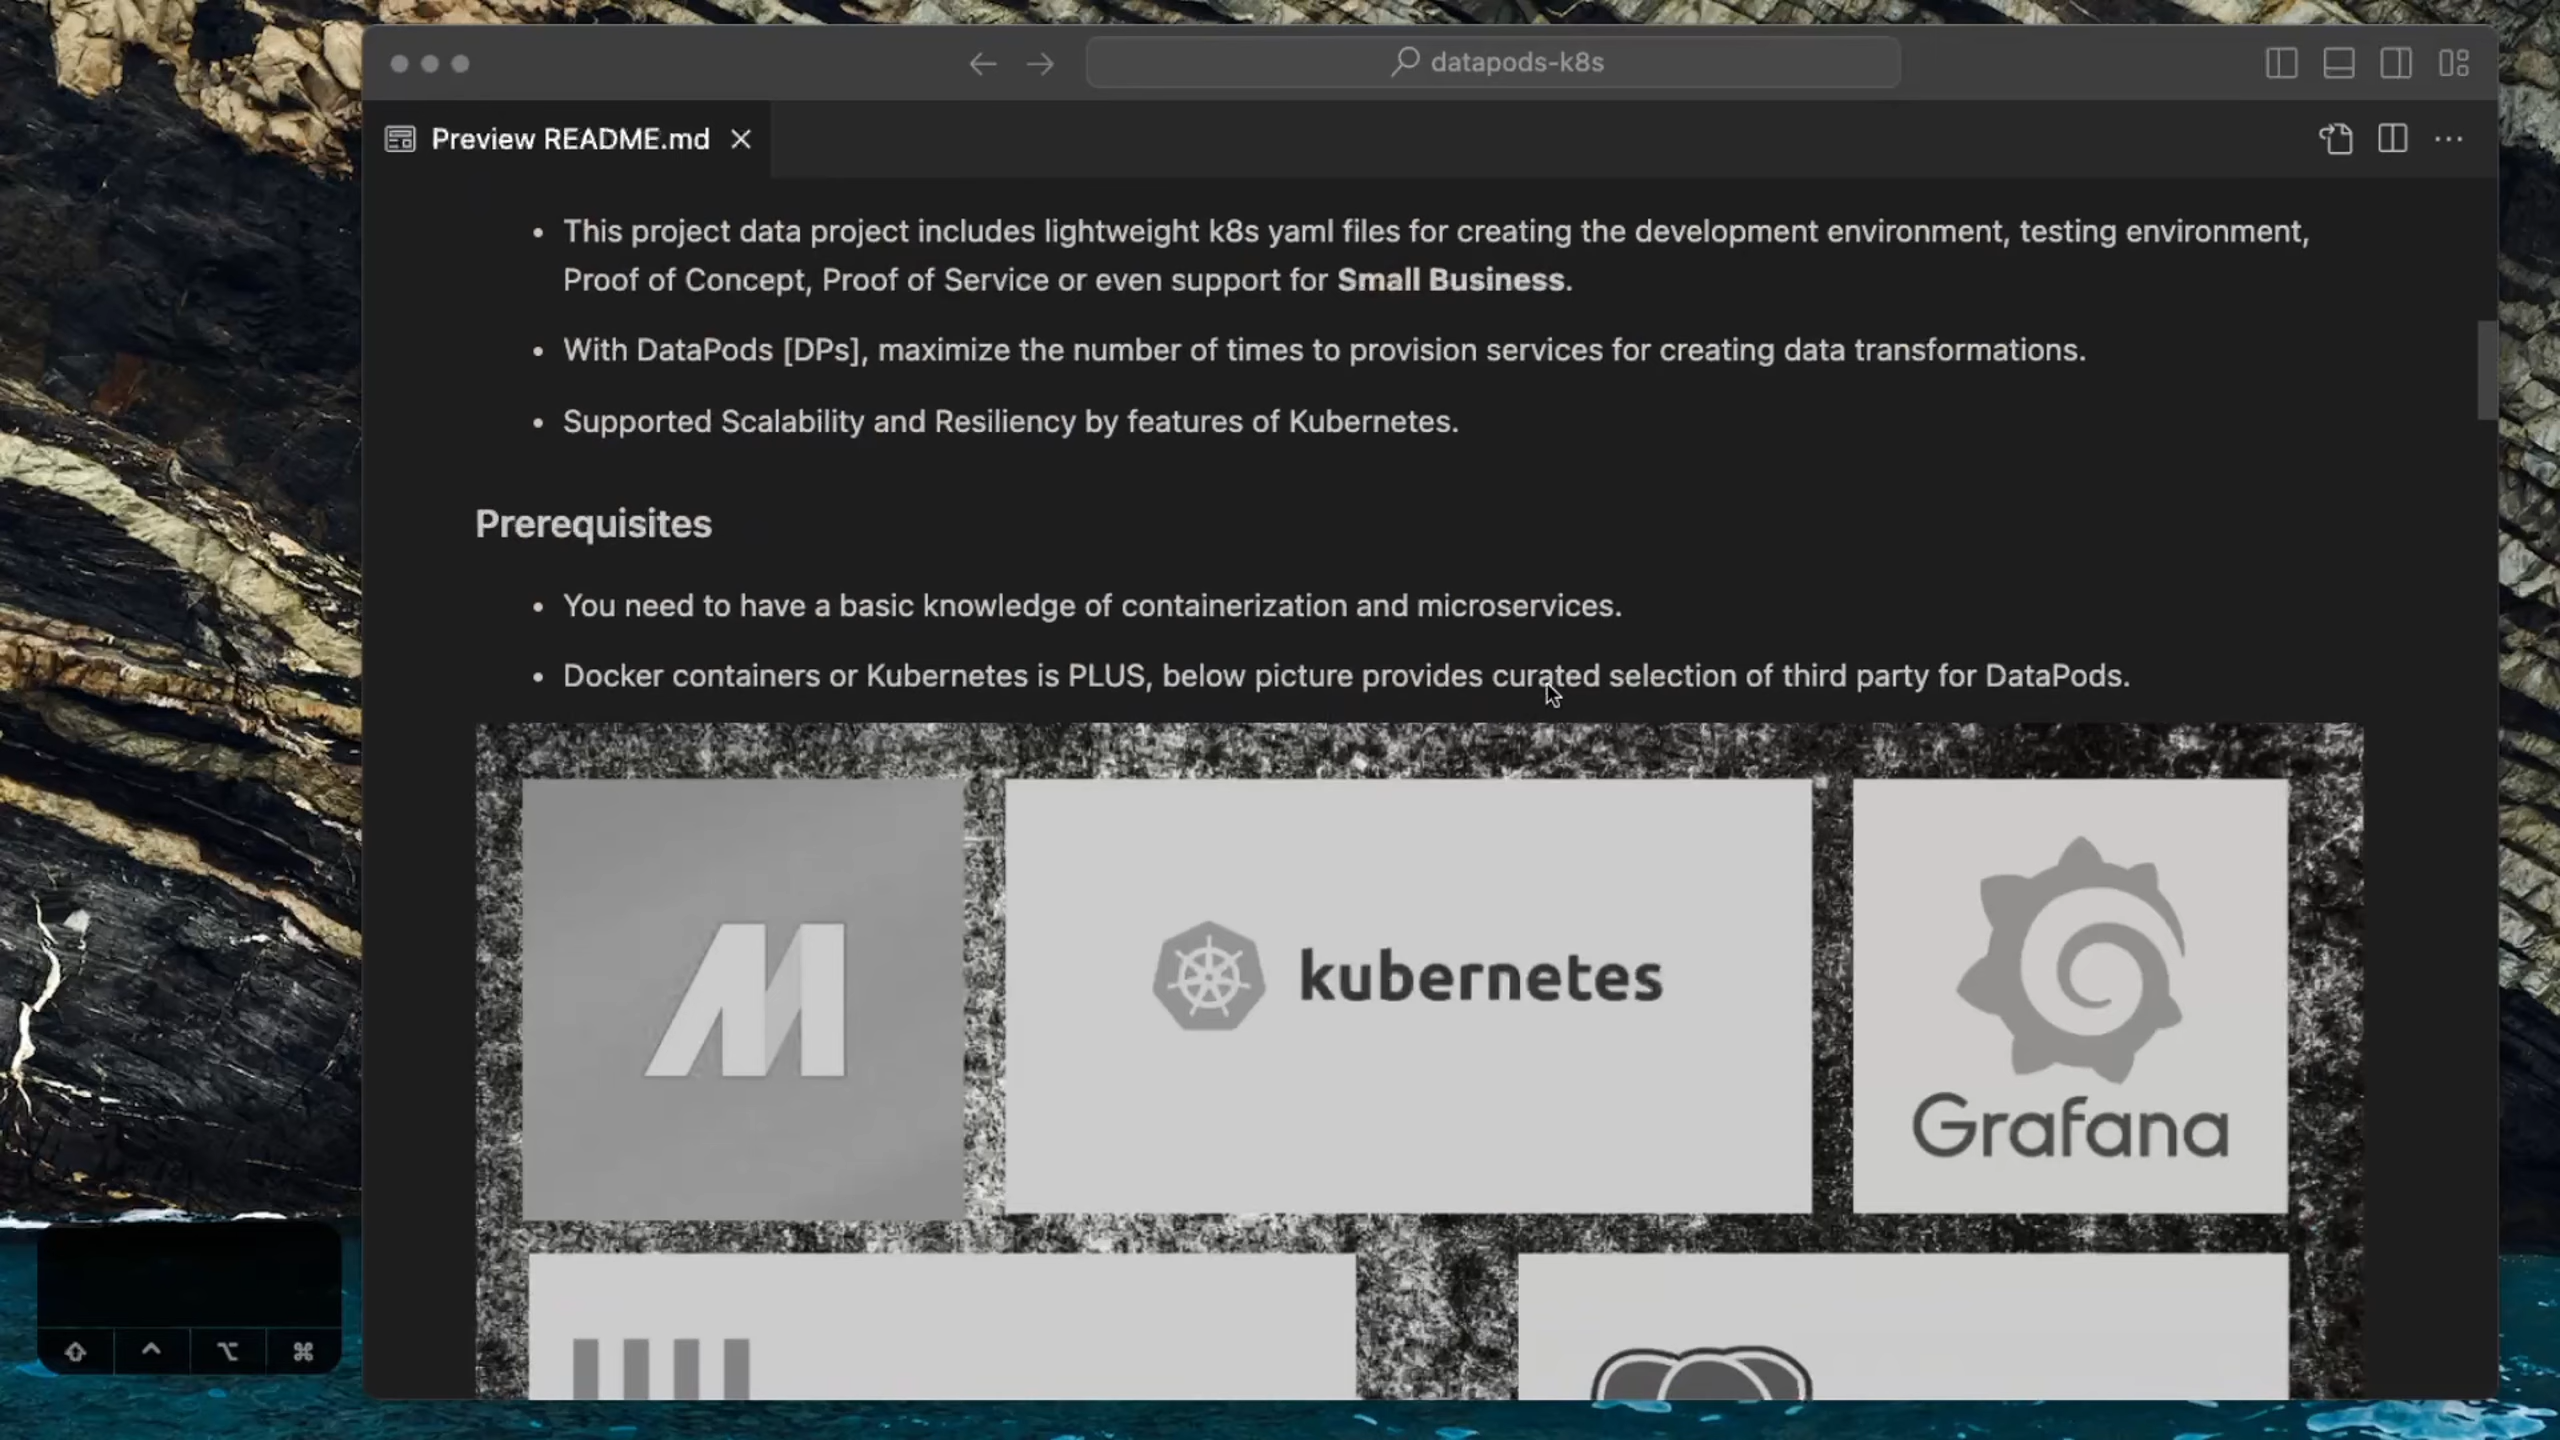 datapods-k8s
Preview README.md
• This project data project includes lightweight k8s yaml files for creating the development environment, testing environment,
Proof of Concept, Proof of Service or even support for Small Business.
• With DataPods [DPs], maximize the number of times to provision services for creating data transformations.
• Supported Scalability and Resiliency by features of Kubernetes.
Prerequisites
• You need to have a basic knowledge of containerization and microservices.
• Docker containers or Kubernetes is PLUS, below picture provides curated selection of third party for DataPods.
M
kubernetes
Grafana